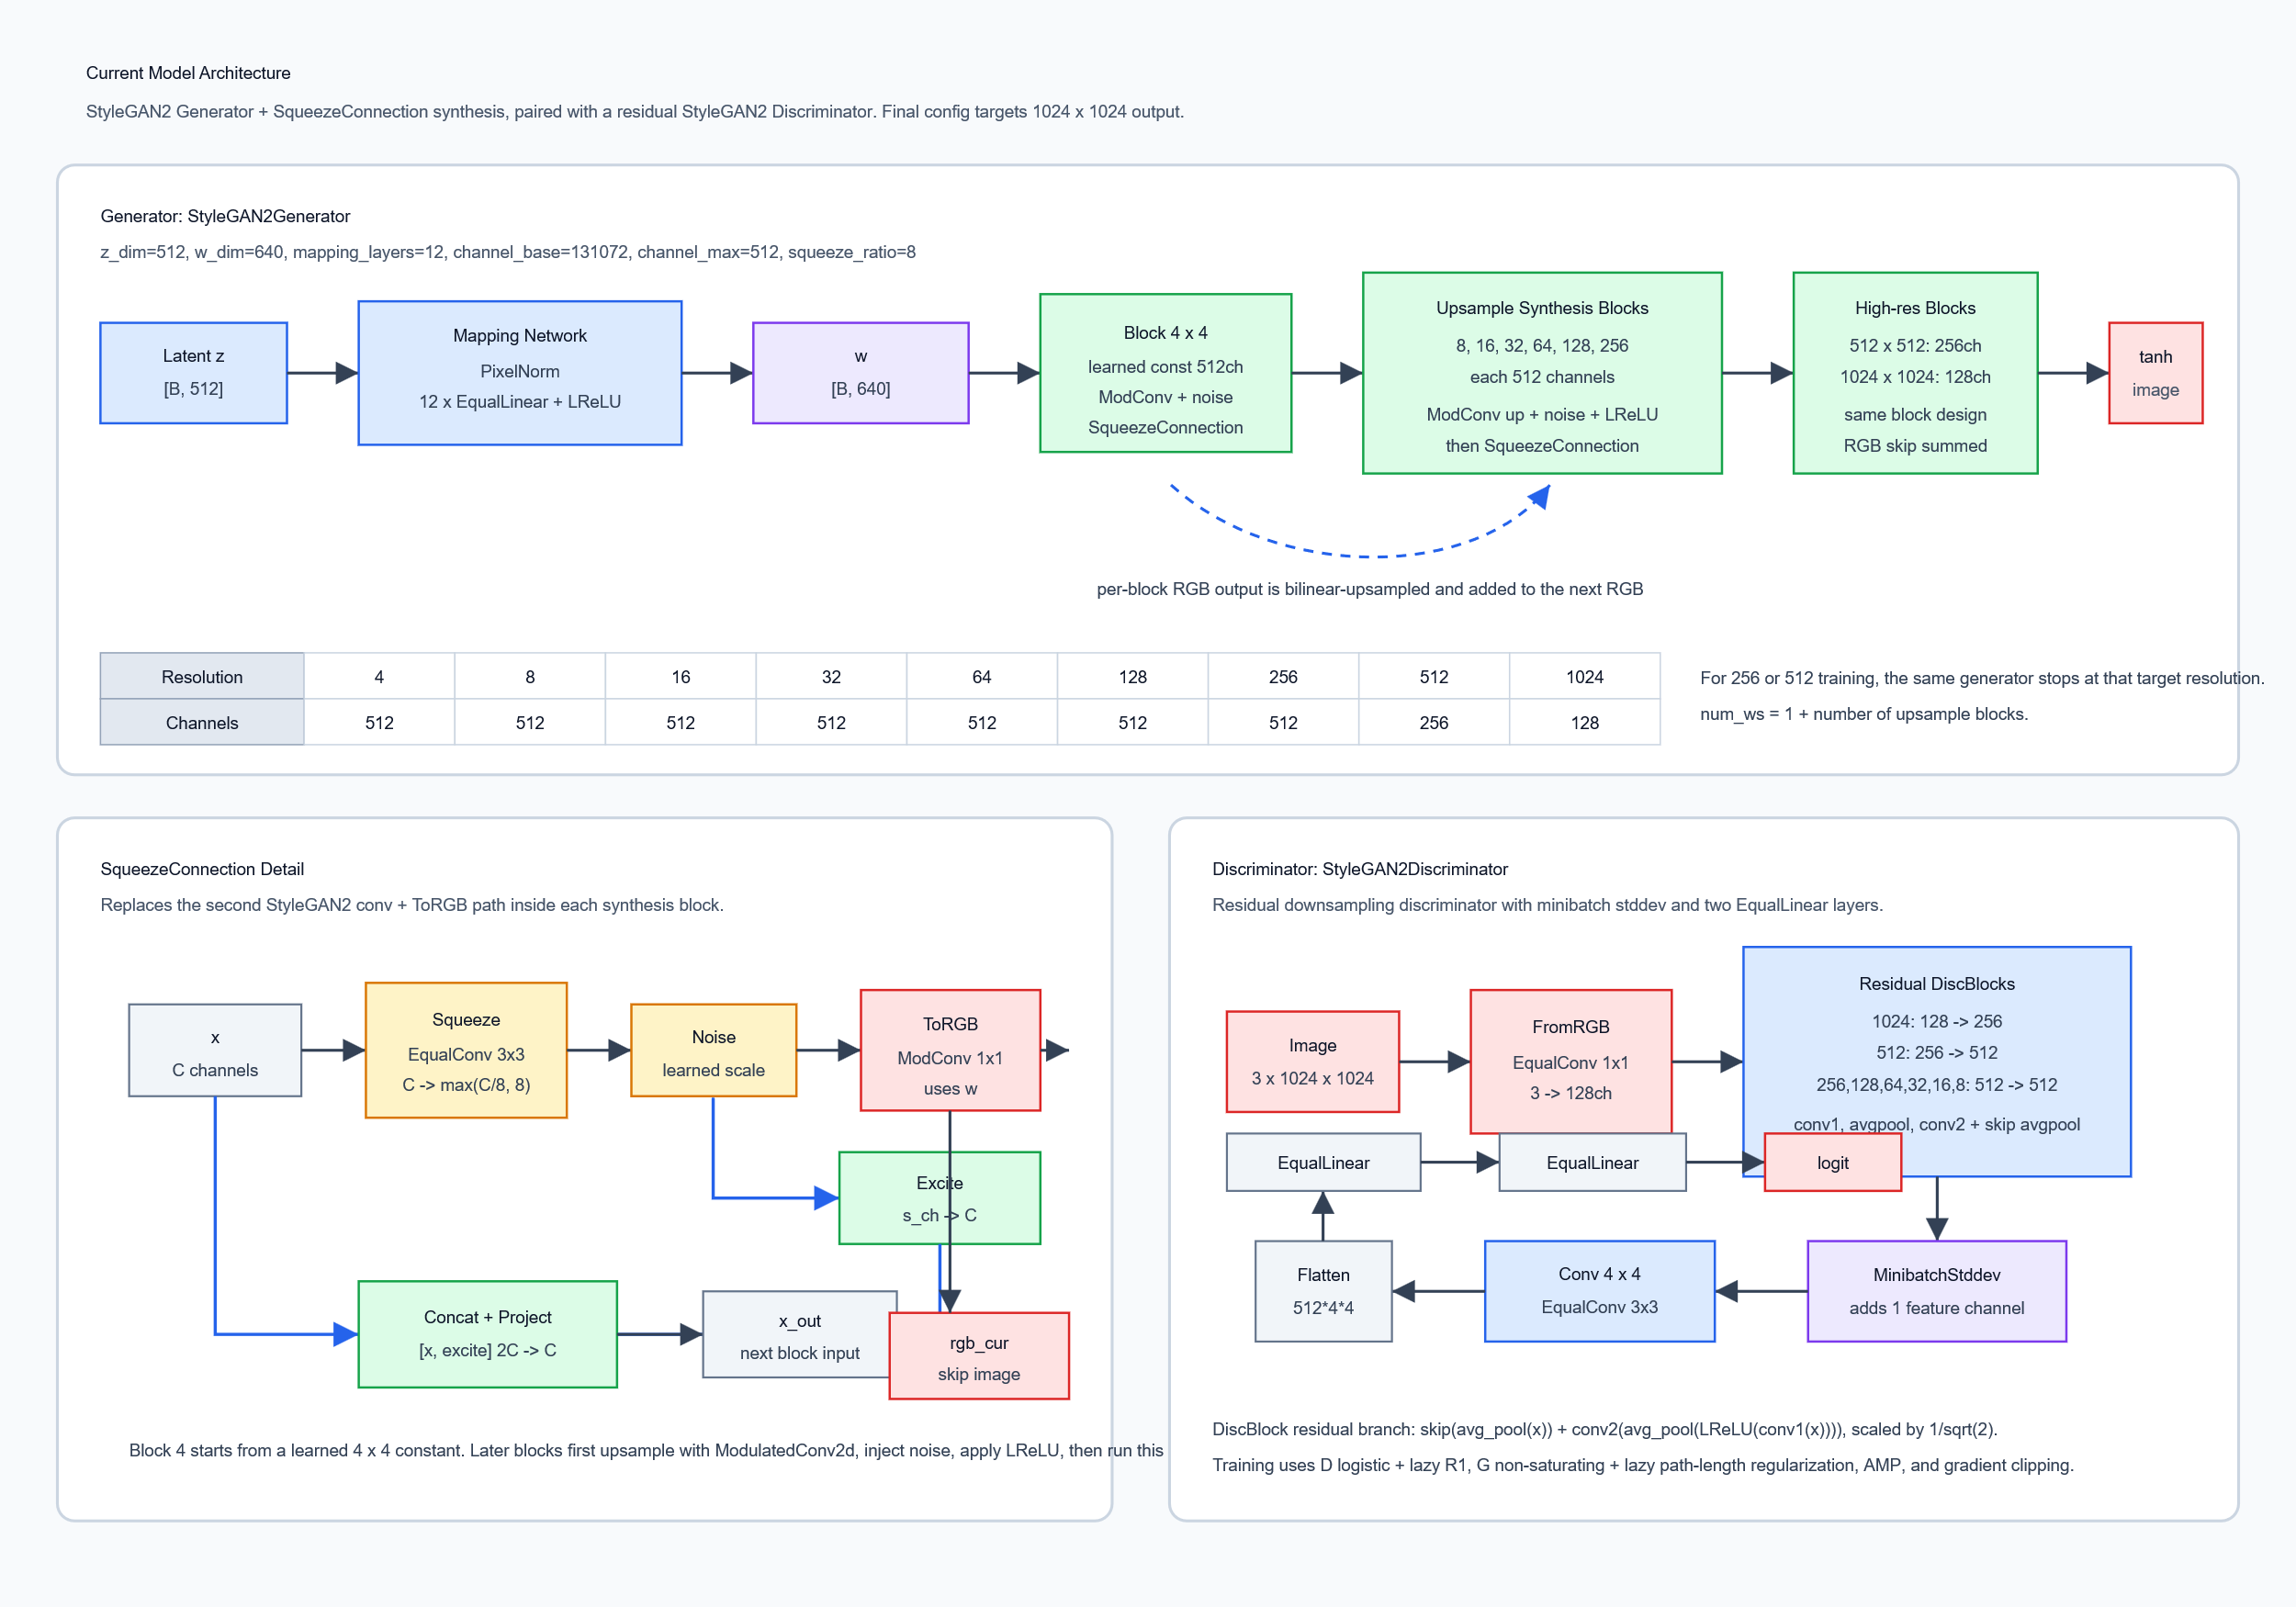 Current Model Architecture
StyleGAN2 Generator + SqueezeConnection synthesis, paired with a residual StyleGAN2 Discriminator. Final config targets 1024 x 1024 output.
Generator: StyleGAN2Generator
z_dim=512, w_dim=640, mapping_layers=12, channel_base=131072, channel_max=512, squeeze_ratio=8
Latent z
[B, 512]
Mapping Network
PixelNorm
12 x EqualLinear + LReLU
w
[B, 640]
Block 4 x 4
learned const 512ch
ModConv + noise
SqueezeConnection
Upsample Synthesis Blocks
8, 16, 32, 64, 128, 256
each 512 channels
ModConv up + noise + LReLU
then SqueezeConnection
High-res Blocks
512 x 512: 256ch
1024 x 1024: 128ch
same block design
RGB skip summed
tanh
image
per-block RGB output is bilinear-upsampled and added to the next RGB
Resolution 4 8 16 32 64 128 256 512 1024
Channels 512 512 512 512 512 512 512 256 128
For 256 or 512 training, the same generator stops at that target resolution.
num_ws = 1 + number of upsample blocks.
SqueezeConnection Detail
Replaces the second StyleGAN2 conv + ToRGB path inside each synthesis block.
x
C channels
Squeeze
EqualConv 3x3
C -> max(C/8, 8)
Noise
learned scale
ToRGB
ModConv 1x1
uses w
Excite
s_ch -> C
Concat + Project
[x, excite] 2C -> C
x_out
next block input
rgb_cur
skip image
Block 4 starts from a learned 4 x 4 constant. Later blocks first upsample with ModulatedConv2d, inject noise, apply LReLU, then run this
Discriminator: StyleGAN2Discriminator
Residual downsampling discriminator with minibatch stddev and two EqualLinear layers.
Image
3 x 1024 x 1024
FromRGB
EqualConv 1x1
3 -> 128ch
Residual DiscBlocks
1024: 128 -> 256
512: 256 -> 512
256,128,64,32,16,8: 512 -> 512
conv1, avgpool, conv2 + skip avgpool
EqualLinear
EqualLinear
logit
Flatten
512*4*4
Conv 4 x 4
EqualConv 3x3
MinibatchStddev
adds 1 feature channel
DiscBlock residual branch: skip(avg_pool(x)) + conv2(avg_pool(LReLU(conv1(x)))), scaled by 1/sqrt(2).
Training uses D logistic + lazy R1, G non-saturating + lazy path-length regularization, AMP, and gradient clipping.